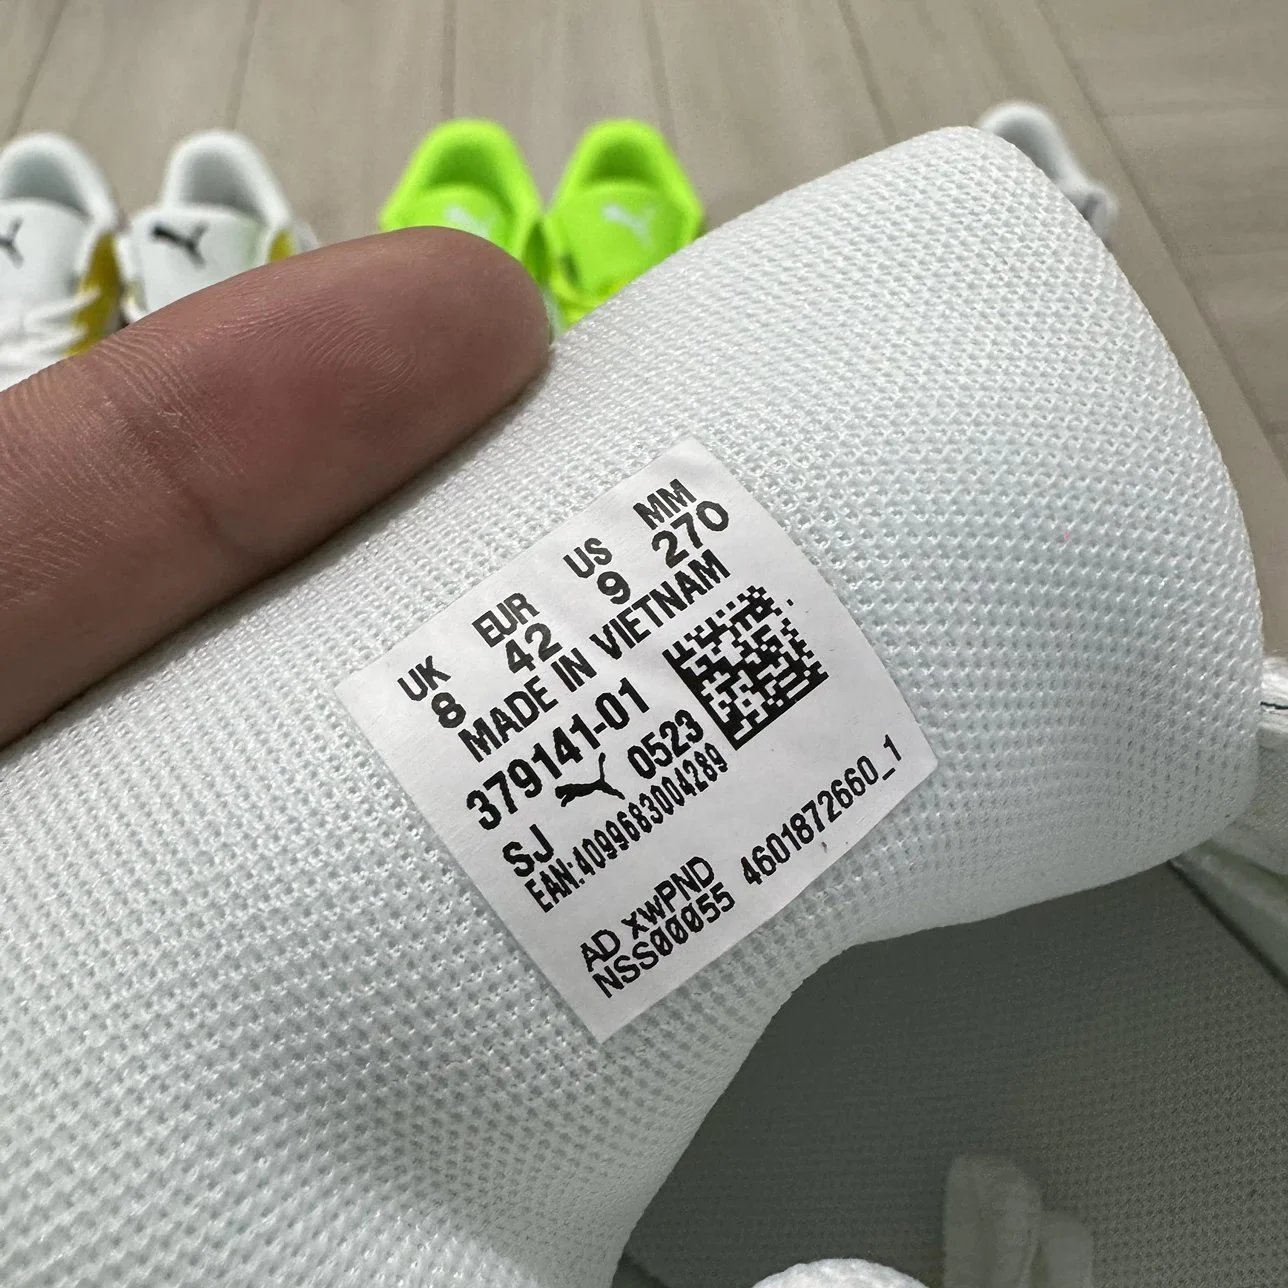 UK EUR US MM
8 42 9 270
MADE IN VIETNAM
379141-01
0523
SJ
EAN:4099683004289
AD XWPND
NSS00055 4601872660_1